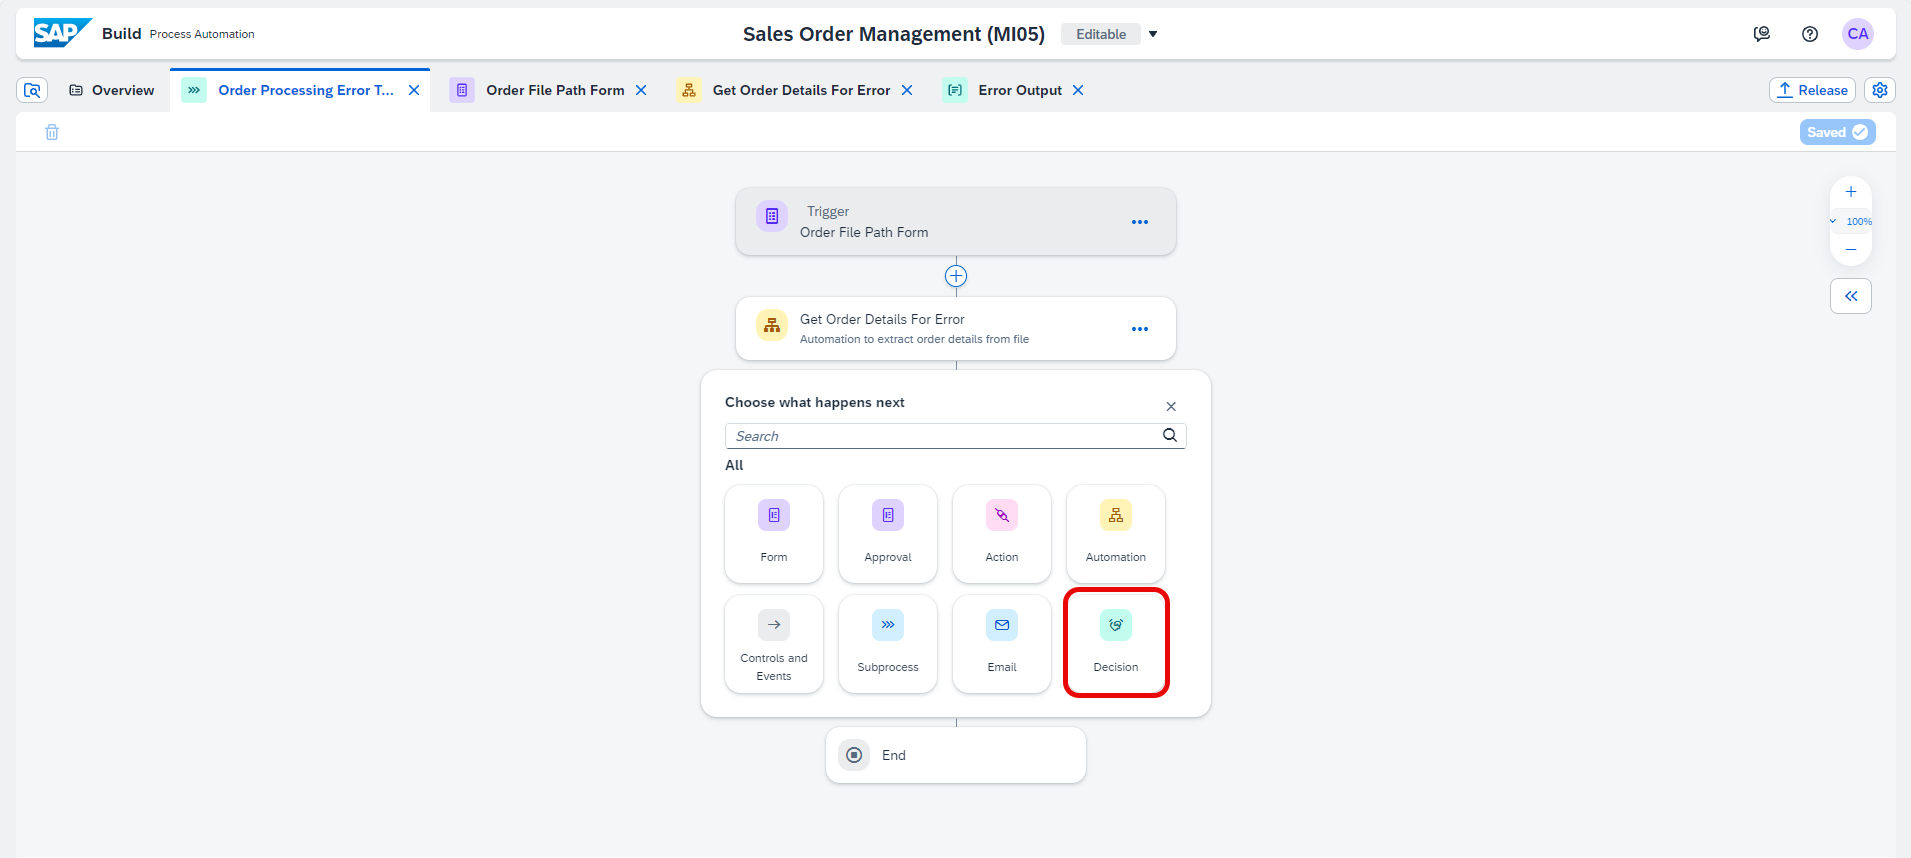 SAP Build Process Automation
Sales Order Management (MI05) Editable
CA
Overview
Order Processing Error T...
Order File Path Form
Get Order Details For Error
Error Output
Release
Saved
Trigger
Order File Path Form
100%
Get Order Details For Error
Automation to extract order details from file
Choose what happens next
Search
All
Form
Approval
Action
Automation
Controls and
Events
Subprocess
Email
Decision
End